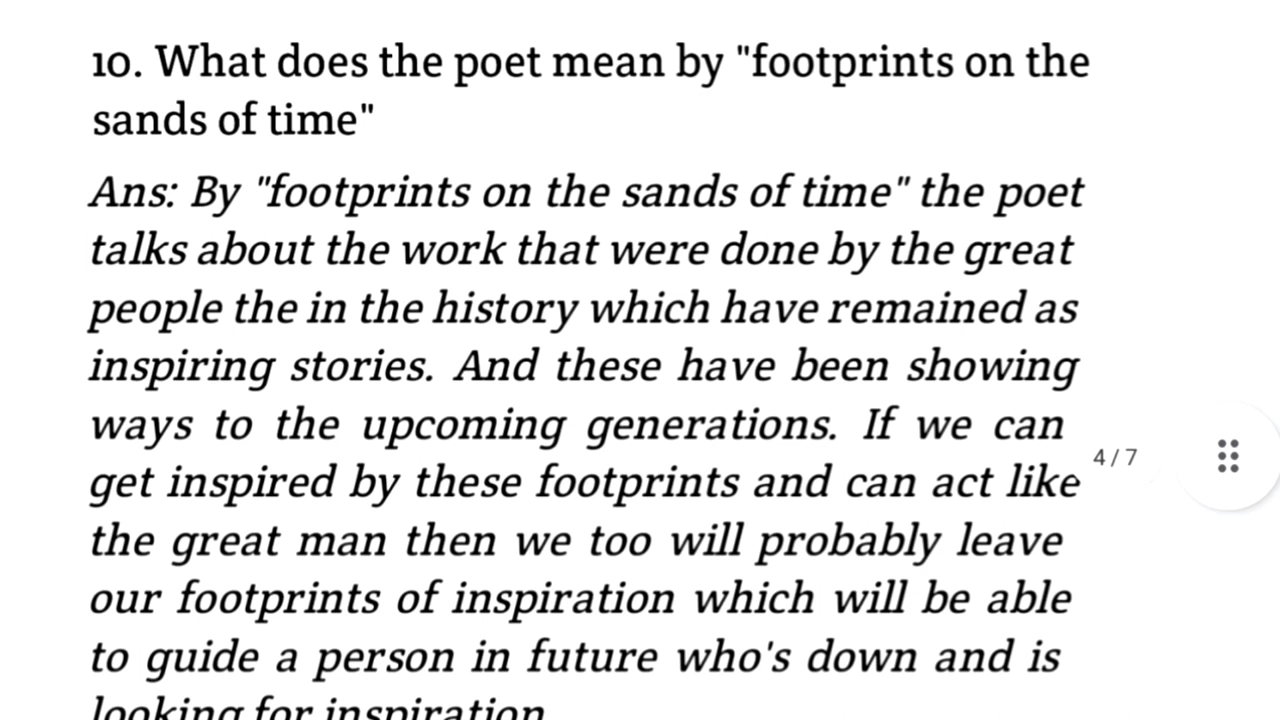 10. What does the poet mean by "footprints on the
sands of time"
Ans: By "footprints on the sands of time" the poet
talks about the work that were done by the great
people the in the history which have remained as
inspiring stories. And these have been showing
ways to the upcoming generations. If we can
4 / 7
get inspired by these footprints and can act like
the great man then we too will probably leave
our footprints of inspiration which will be able
to guide a person in future who's down and is
looking for inspiration